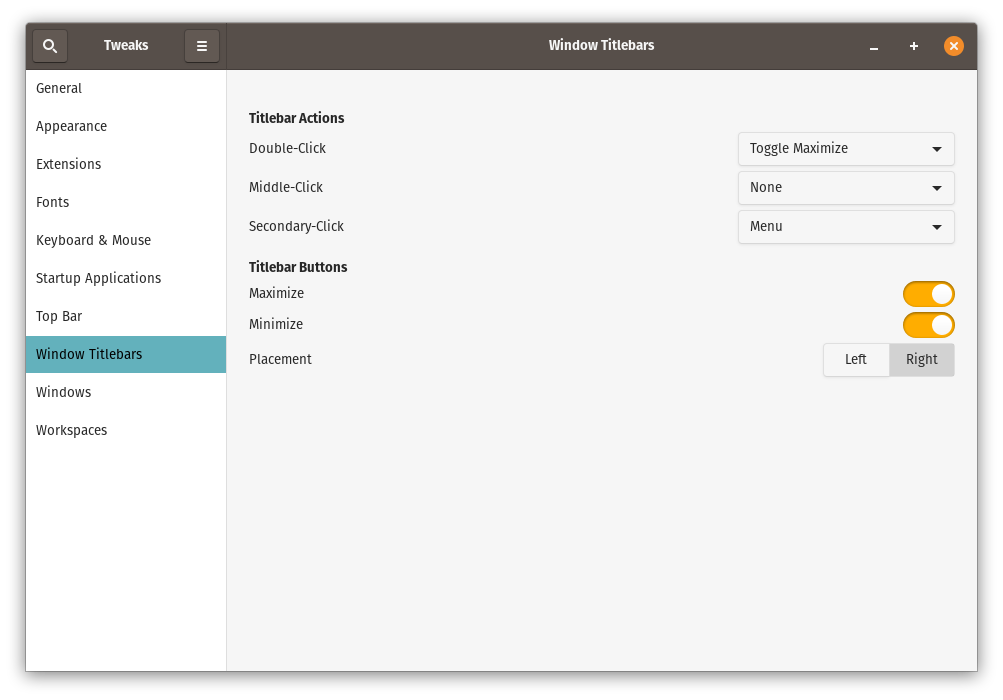 Tweaks
Window Titlebars
General
Appearance
Extensions
Fonts
Keyboard & Mouse
Startup Applications
Top Bar
Window Titlebars
Windows
Workspaces
Titlebar Actions
Double-Click Toggle Maximize
Middle-Click None
Secondary-Click Menu
Titlebar Buttons
Maximize
Minimize
Placement Left Right